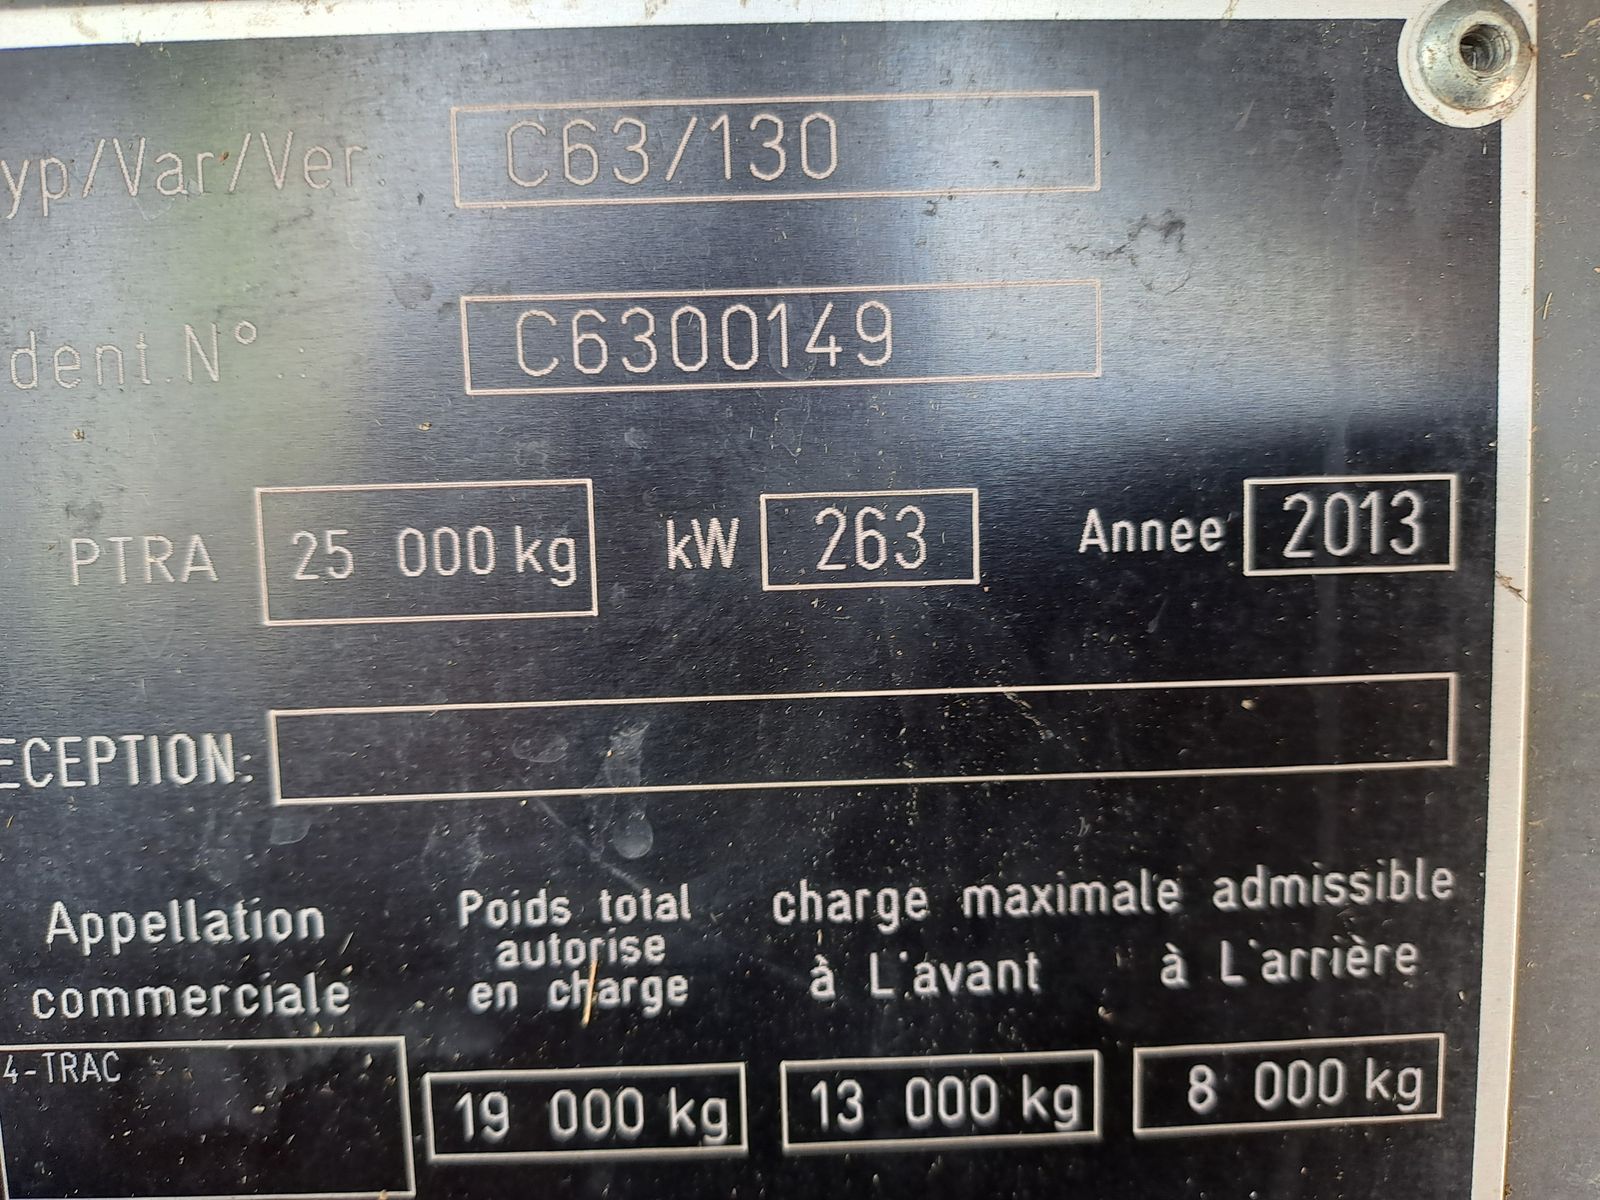 yp/Var/Ver. C63/130
dent.N° C6300149
PTRA 25 000 kg kW 263 Annee 2013
ECEPTION:
Appellation commerciale
Poids total autorise en charge
charge maximale admissible
à L'avant à L'arrière
4-TRAC 19 000 kg 13 000 kg 8 000 kg